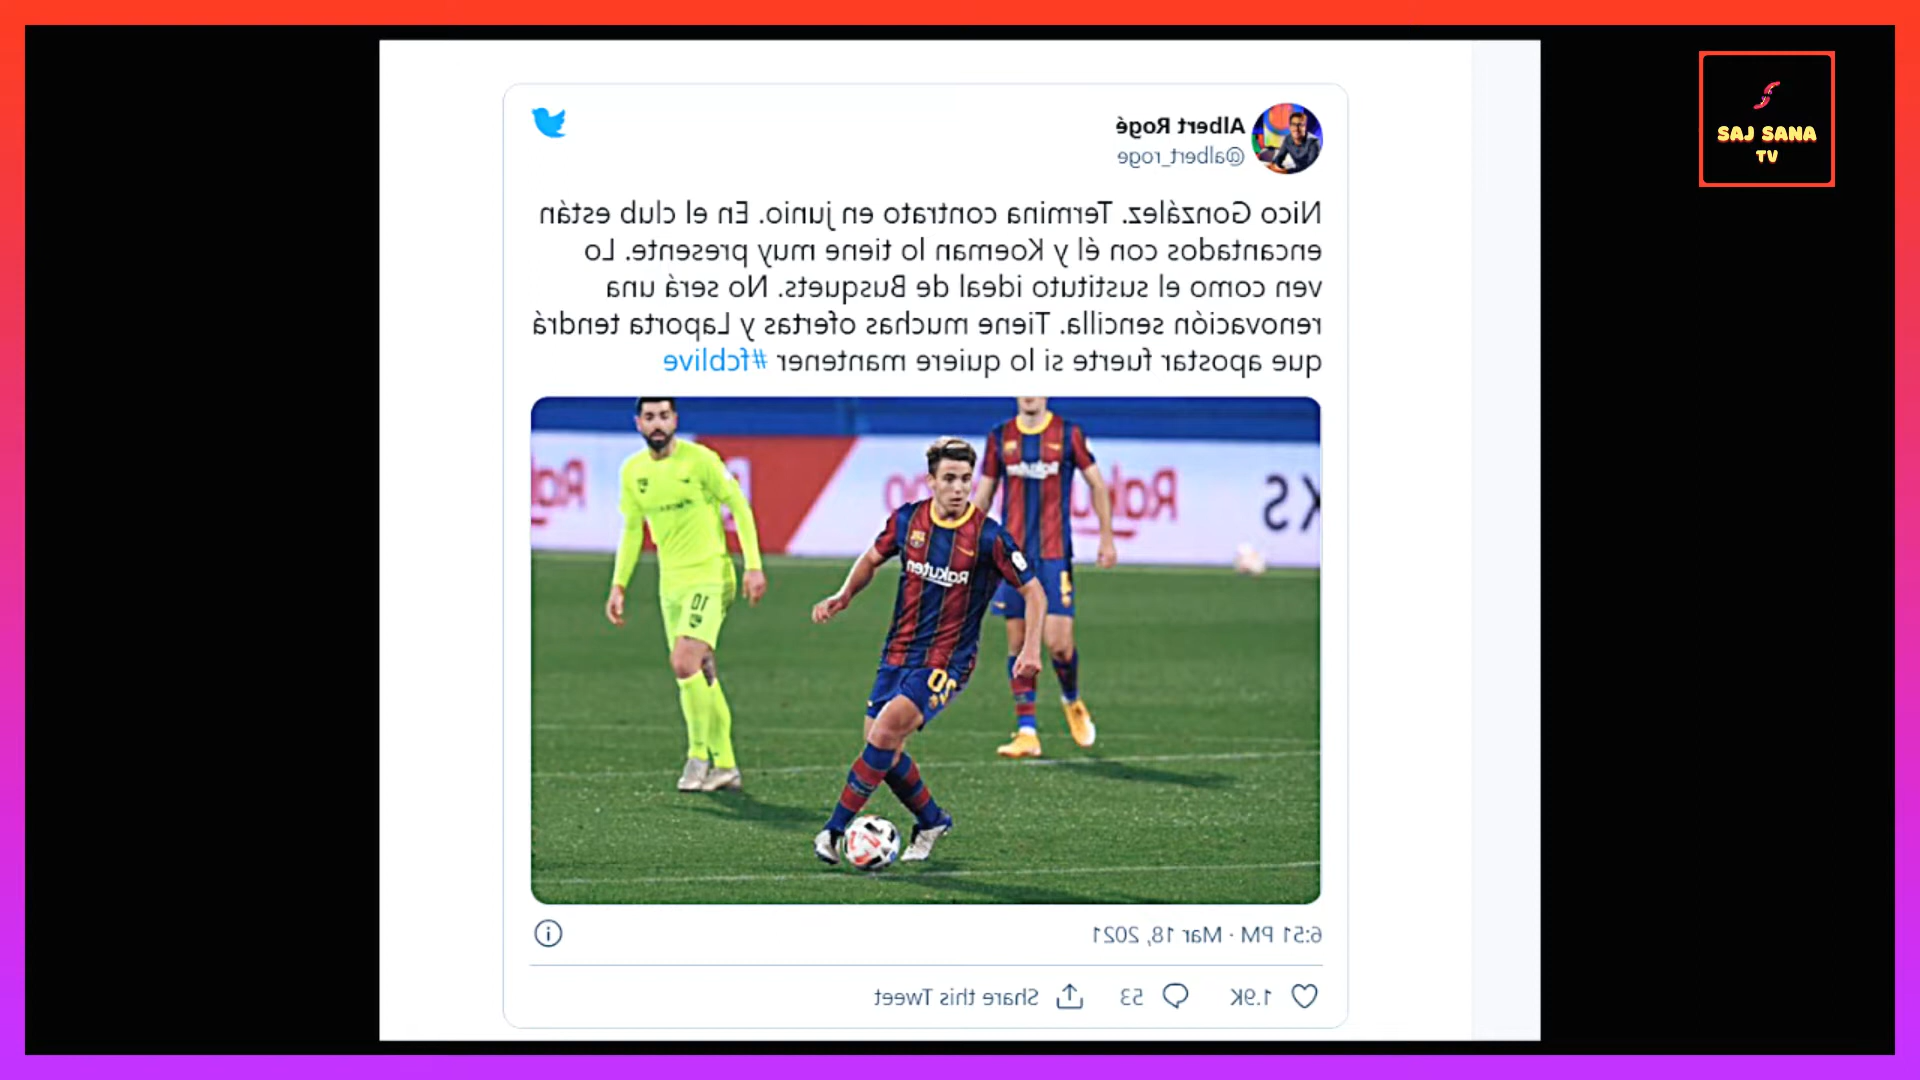 SAJ SANA
TV
Albert Rogé
@albert_roge
Nico González. Termina contrato en junio. En el club están
encantados con él y Koeman lo tiene muy presente. Lo
ven como el sustituto ideal de Busquets. No será una
renovación sencilla. Tiene muchas ofertas y Laporta tendrá
que apostar fuerte si lo quiere mantener #fcblive
Rakuten
Rakuten
10
6:51 PM · Mar 18, 2021
1.9K 53 Share this Tweet